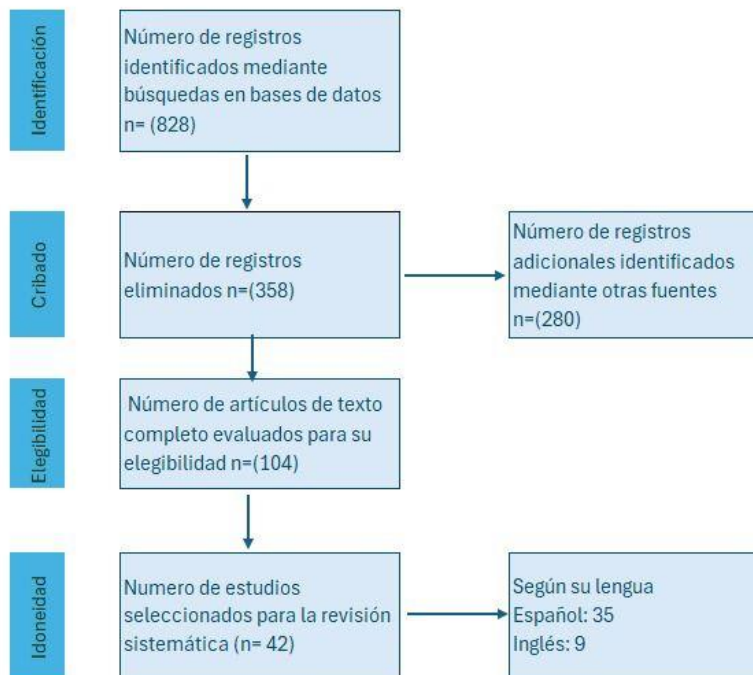 Identificación
Número de registros
identificados mediante
búsquedas en bases de datos
n= (828)
Cribado
Número de registros
eliminados n=(358)
Número de registros
adicionales identificados
mediante otras fuentes
n=(280)
Elegibilidad
Número de artículos de texto
completo evaluados para su
elegibilidad n=(104)
Idoneidad
Numero de estudios
seleccionados para la revisión
sistemática (n= 42)
Según su lengua
Español: 35
Inglés: 9